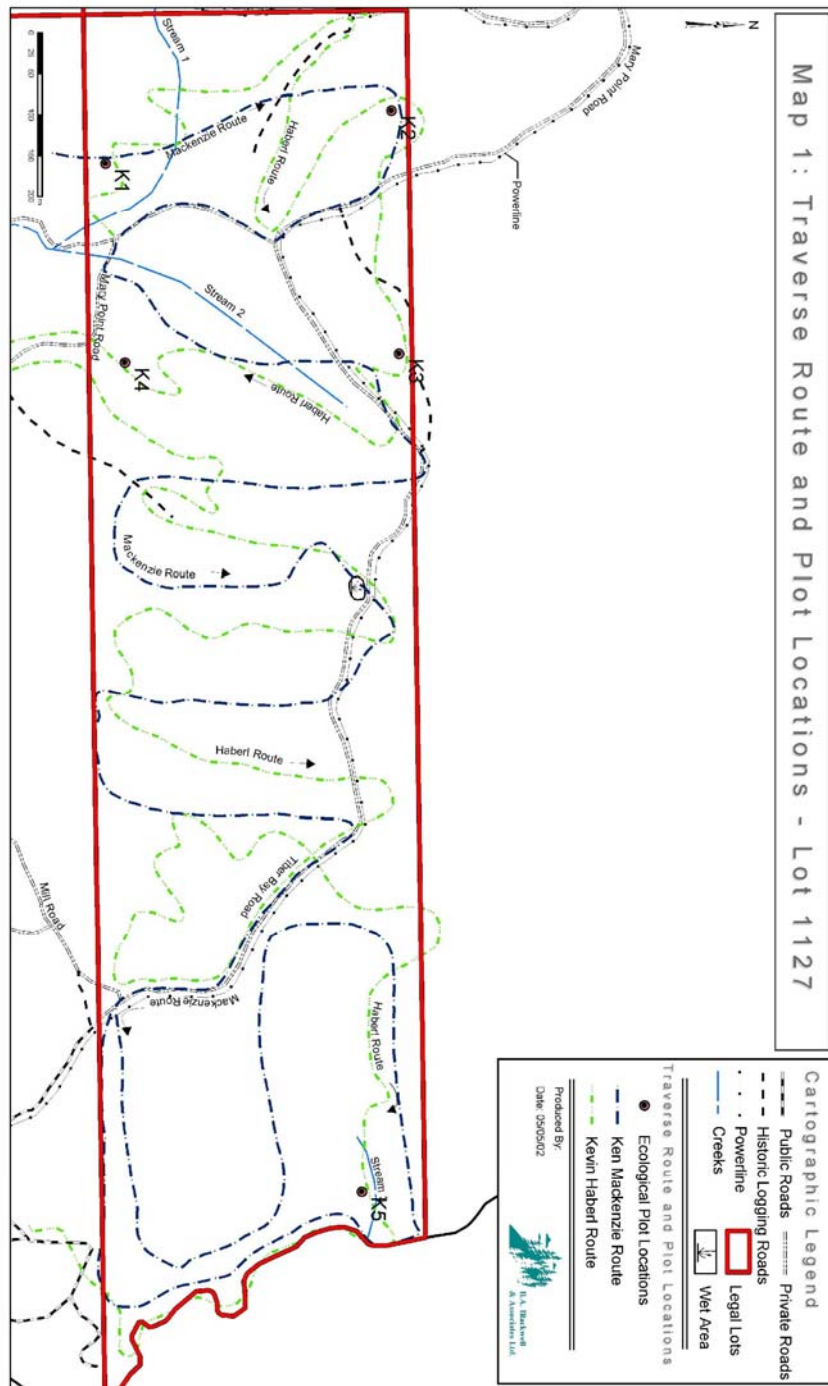 Map 1: Traverse Route and Plot Locations - Lot 1127
N
Mary Point Road
Powerline
Stream 1
Mackenzie Route
Haberl Route
K2
K1
K3
Stream 2
Mary Point Road
K4
Haberl Route
Mackenzie Route
Haberl Route
Tiber Bay Road
Mill Road
Mackenzie Route
Haberl Route
Stream
K5
0
25
50
100
200
Cartographic Legend
Public Roads
Private Roads
Historic Logging Roads
Powerline
Legal Lots
Creeks
Wet Area
Traverse Route and Plot Locations
Ecological Plot Locations
Ken Mackenzie Route
Kevin Haberl Route
Produced By:
Date: 05/05/02
B.A. Blackwell
& Associates Ltd.